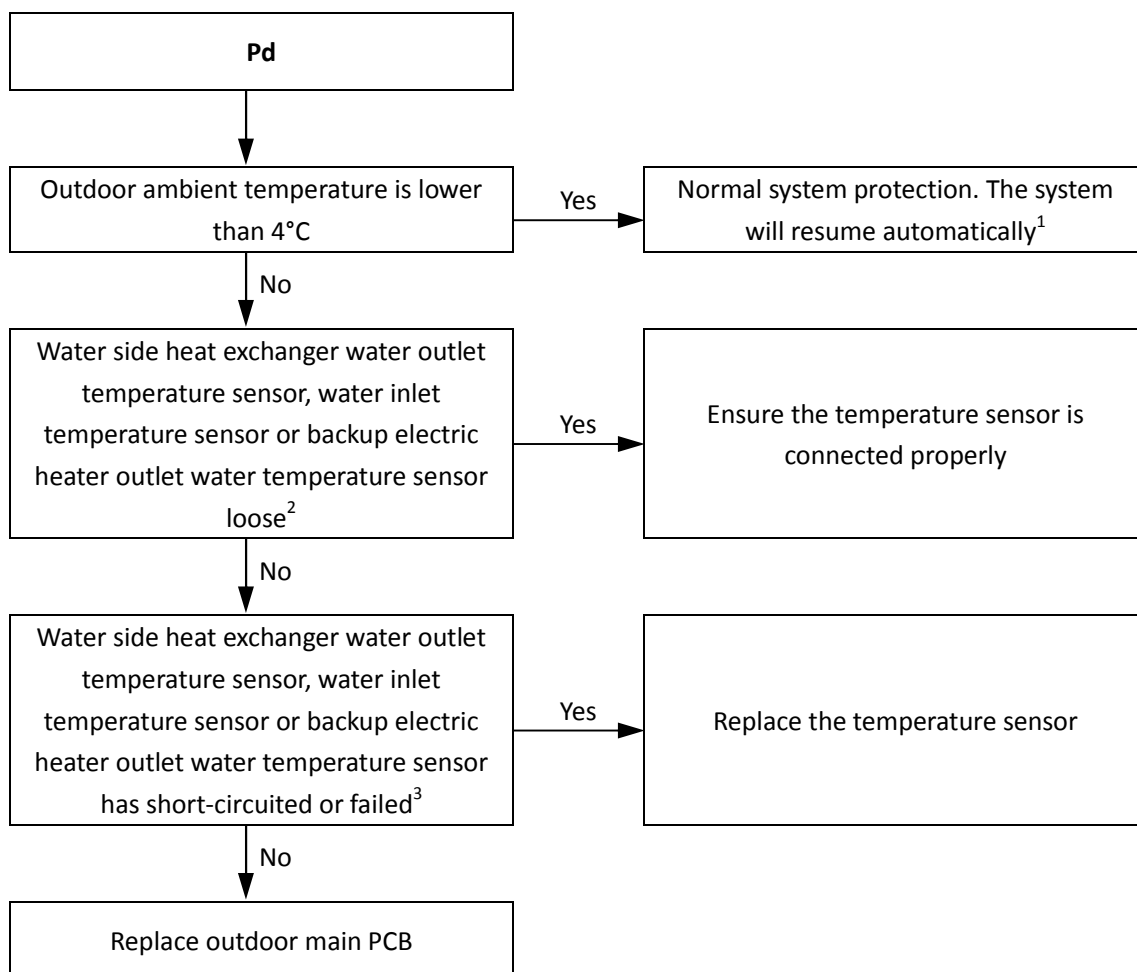 Pd
Outdoor ambient temperature is lower
than 4°C
Yes
Normal system protection. The system
will resume automatically1
No
Water side heat exchanger water outlet
temperature sensor, water inlet
temperature sensor or backup electric
heater outlet water temperature sensor
loose2
Yes
Ensure the temperature sensor is
connected properly
No
Water side heat exchanger water outlet
temperature sensor, water inlet
temperature sensor or backup electric
heater outlet water temperature sensor
has short-circuited or failed3
Yes
Replace the temperature sensor
No
Replace outdoor main PCB